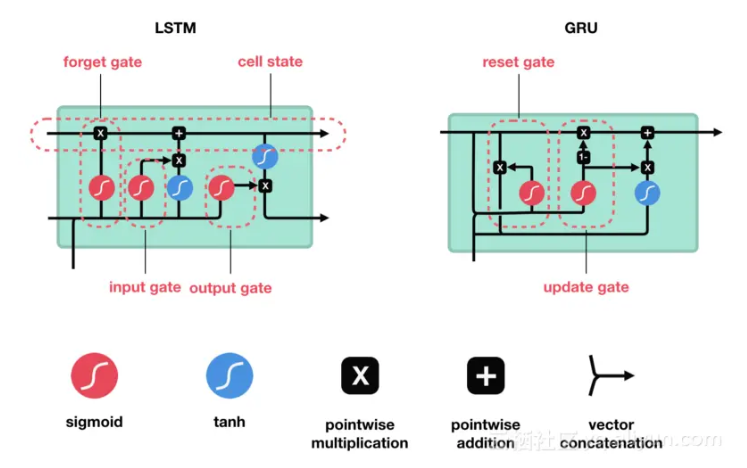 LSTM
GRU
forget gate
cell state
reset gate
x
+
x
x
x
+
1-
x
x
input gate
output gate
update gate
X
+
sigmoid
tanh
pointwise
multiplication
pointwise
addition
vector
concatenation